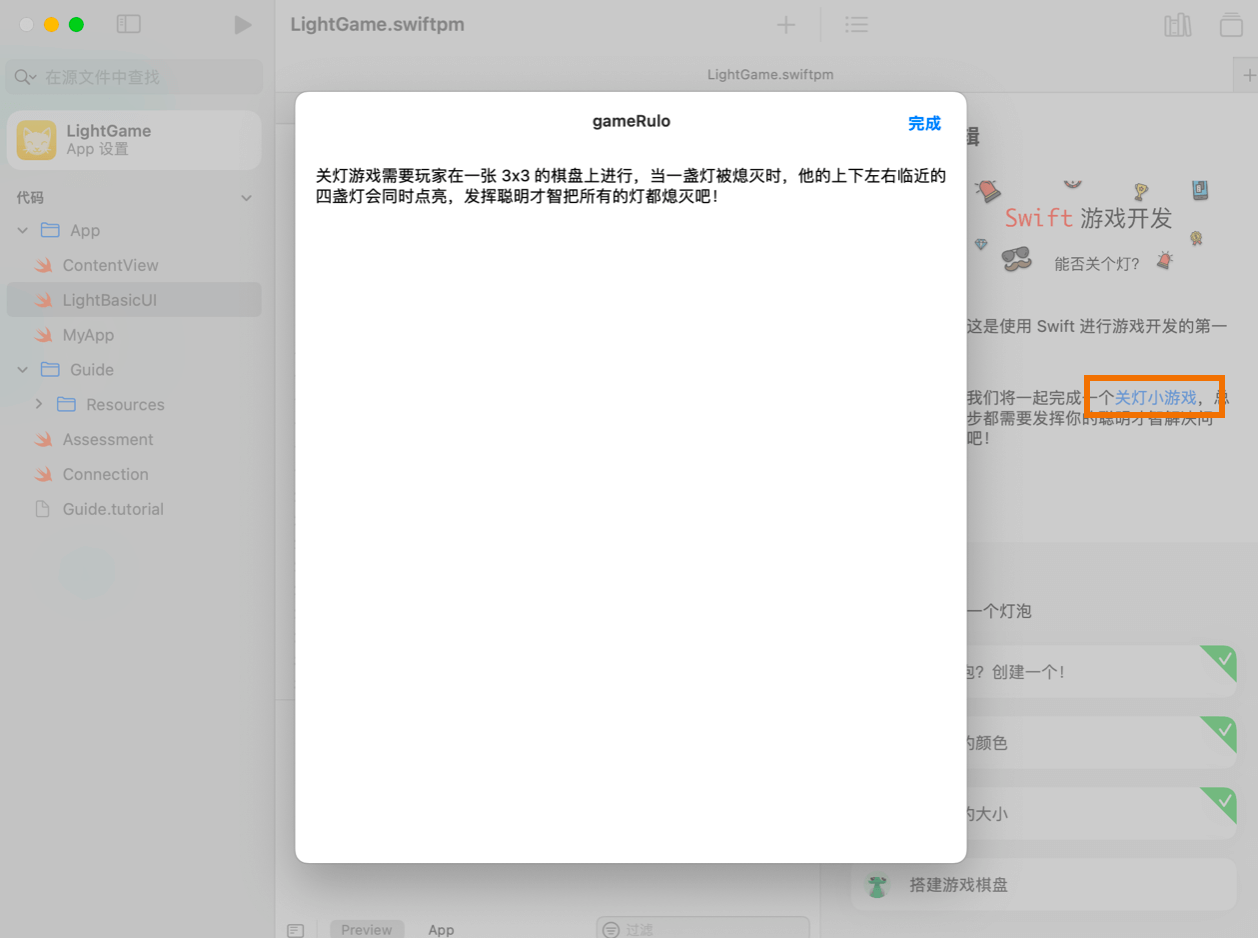 LightGame.swiftpm
在源文件中查找
LightGame.swiftpm
LightGame
App 设置
代码
App
ContentView
LightBasicUI
MyApp
Guide
Resources
Assessment
Connection
Guide.tutorial
gameRulo
完成
关灯游戏需要玩家在一张 3x3 的棋盘上进行，当一盏灯被熄灭时，他的上下左右临近的
四盏灯会同时点亮，发挥聪明才智把所有的灯都熄灭吧！
辑
Swift 游戏开发
能否关个灯？
这是使用 Swift 进行游戏开发的第一
我们将一起完成一个关灯小游戏，总
步都需要发挥你的聪明才智解决问
吧！
一个灯泡
泡？创建一个！
的颜色
的大小
搭建游戏棋盘
Preview
App
过滤